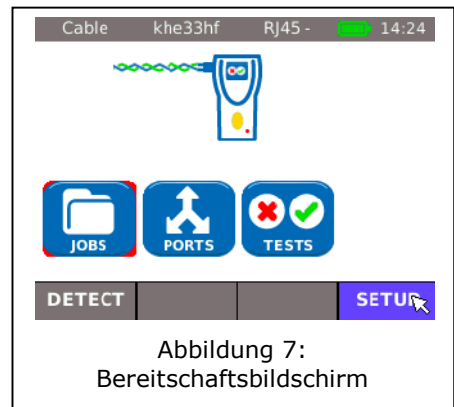 Cable khe33hf RJ45 - 14:24
JOBS PORTS TESTS
DETECT SETUP
Abbildung 7:
Bereitschaftsbildschirm